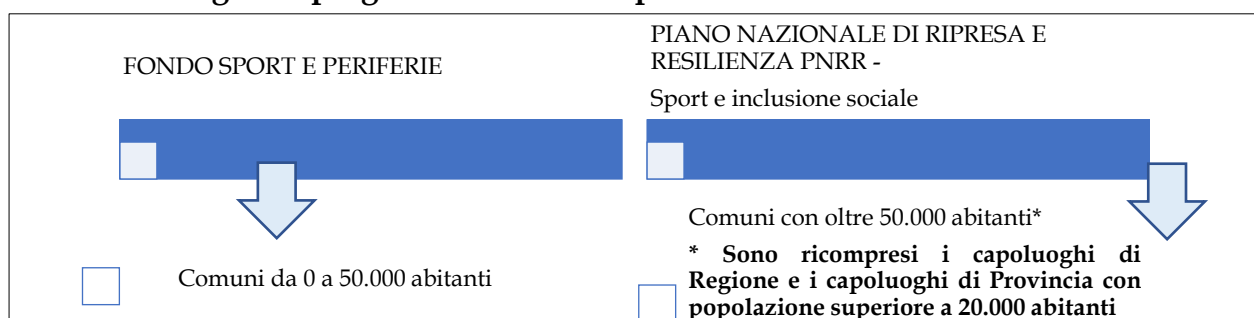 FONDO SPORT E PERIFERIE
PIANO NAZIONALE DI RIPRESA E
RESILIENZA PNRR -
Sport e inclusione sociale
Comuni da 0 a 50.000 abitanti
Comuni con oltre 50.000 abitanti*
* Sono ricompresi i capoluoghi di
Regione e i capoluoghi di Provincia con
popolazione superiore a 20.000 abitanti